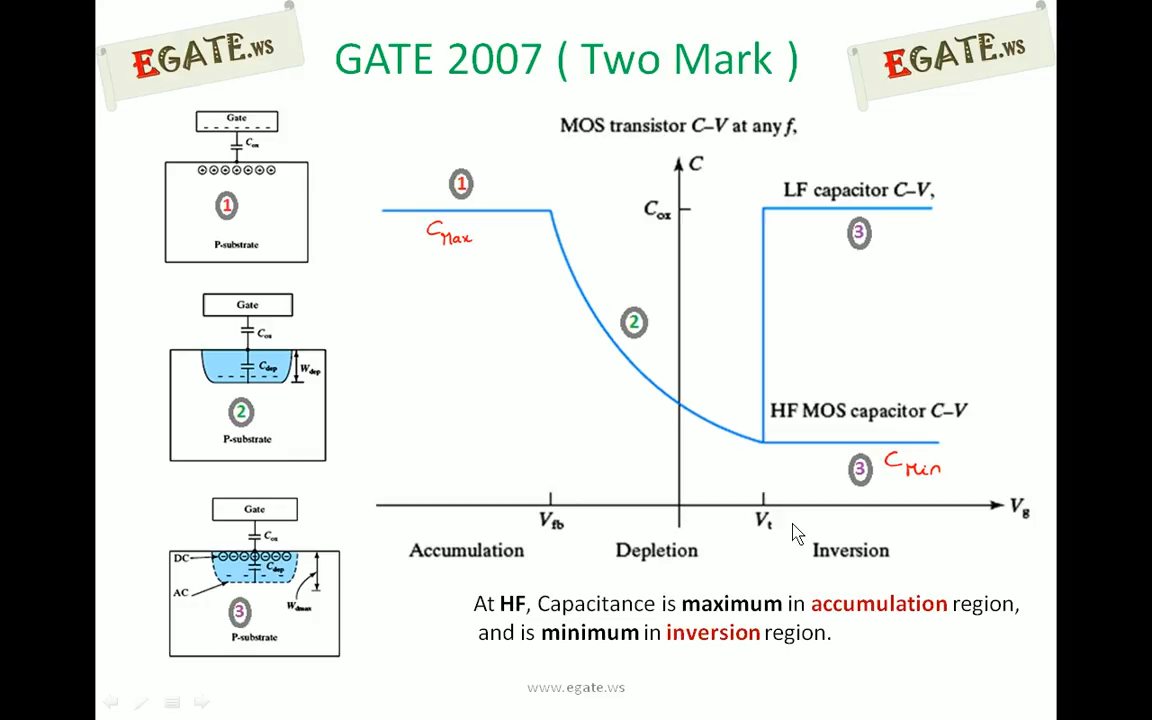 EGATE.ws
GATE 2007 ( Two Mark )
EGATE.ws
Gate
Cox
1
P-substrate
Gate
Cox
Cdep
Wdep
2
P-substrate
Gate
Cox
DC
Cdep
AC
Wdmax
3
P-substrate
MOS transistor C–V at any f,
C
1
LF capacitor C–V,
Cox
CMax
3
2
HF MOS capacitor C–V
3
CMin
Vfb
Vt
Vg
Accumulation
Depletion
Inversion
At HF, Capacitance is maximum in accumulation region,
and is minimum in inversion region.
www.egate.ws